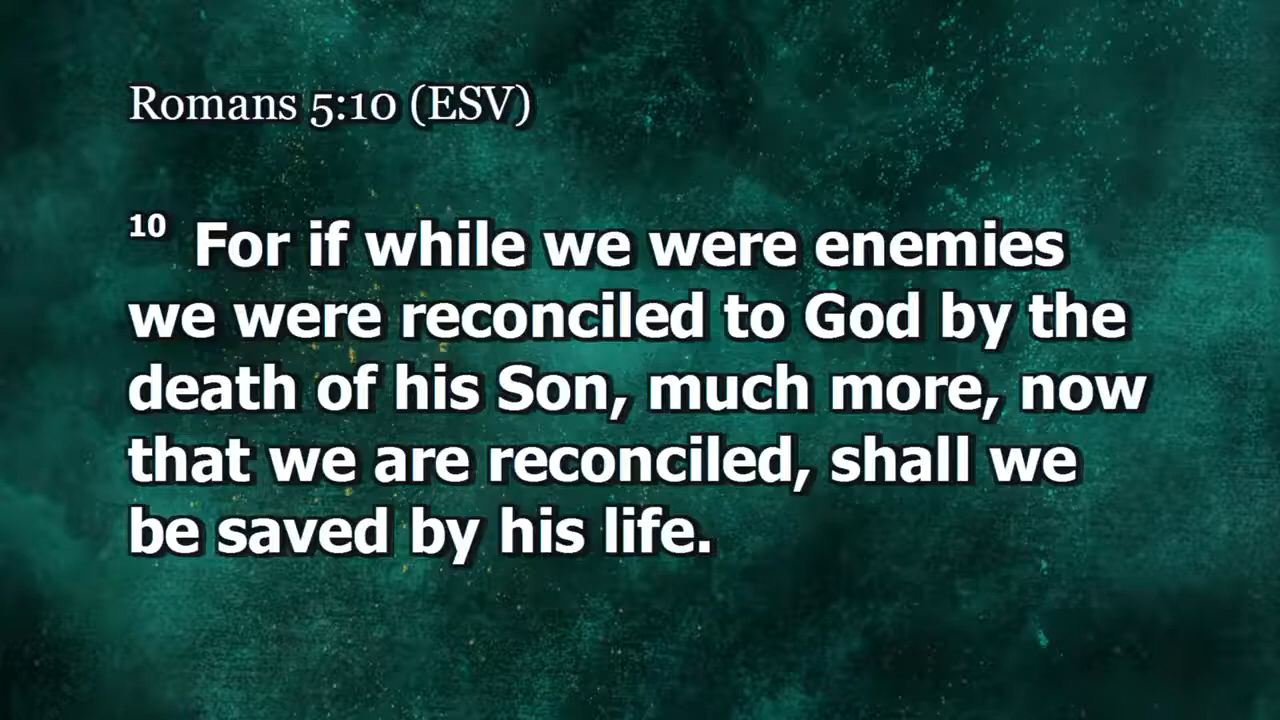 Romans 5:10 (ESV)
10 For if while we were enemies
we were reconciled to God by the
death of his Son, much more, now
that we are reconciled, shall we
be saved by his life.